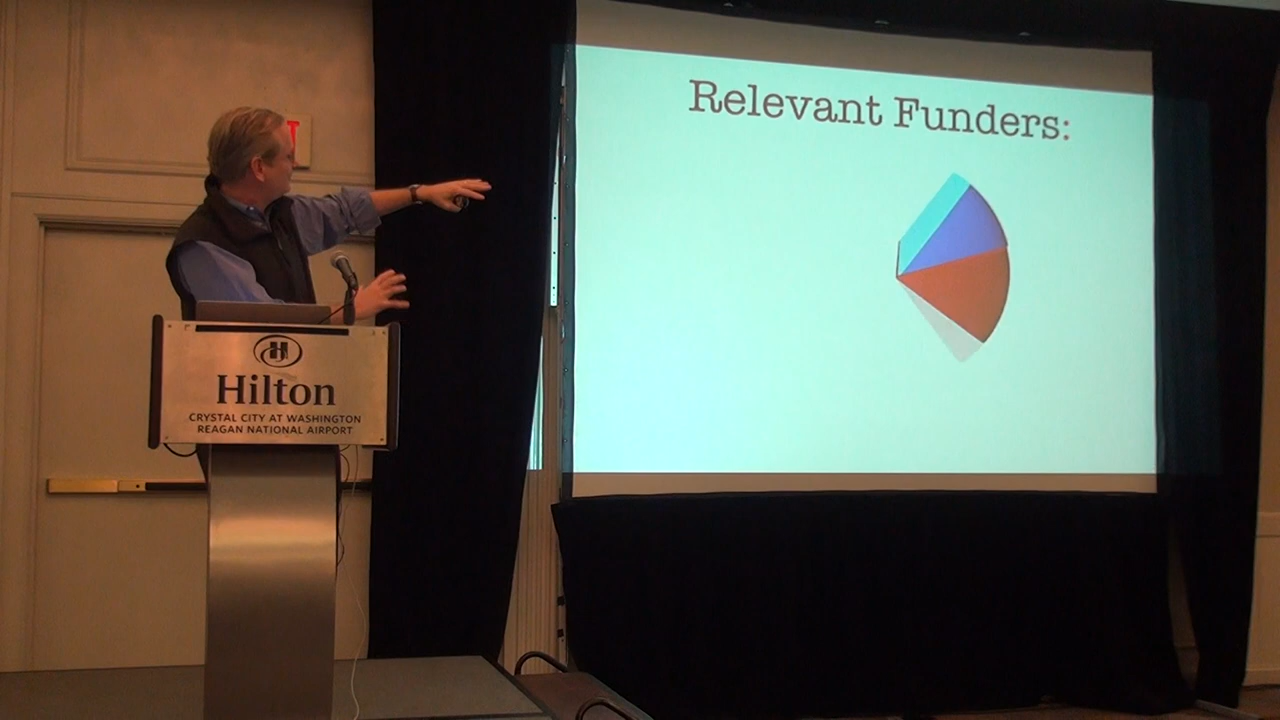 Relevant Funders:
H
Hilton
CRYSTAL CITY AT WASHINGTON
REAGAN NATIONAL AIRPORT